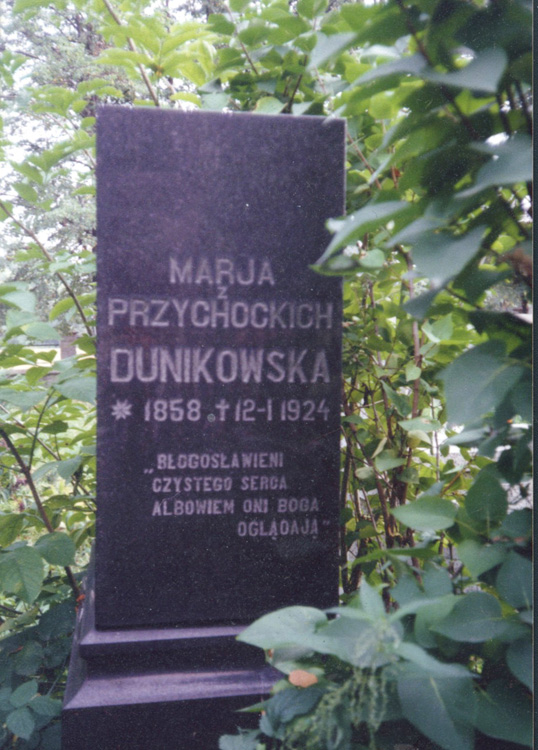 MARJA
Z
PRZYCHOCKICH
DUNIKOWSKA
* 1858 † 12-I 1924
„BŁOGOSŁAWIENI
CZYSTEGO SERCA
ALBOWIEM ONI BOGA
OGLĄDAJĄ"